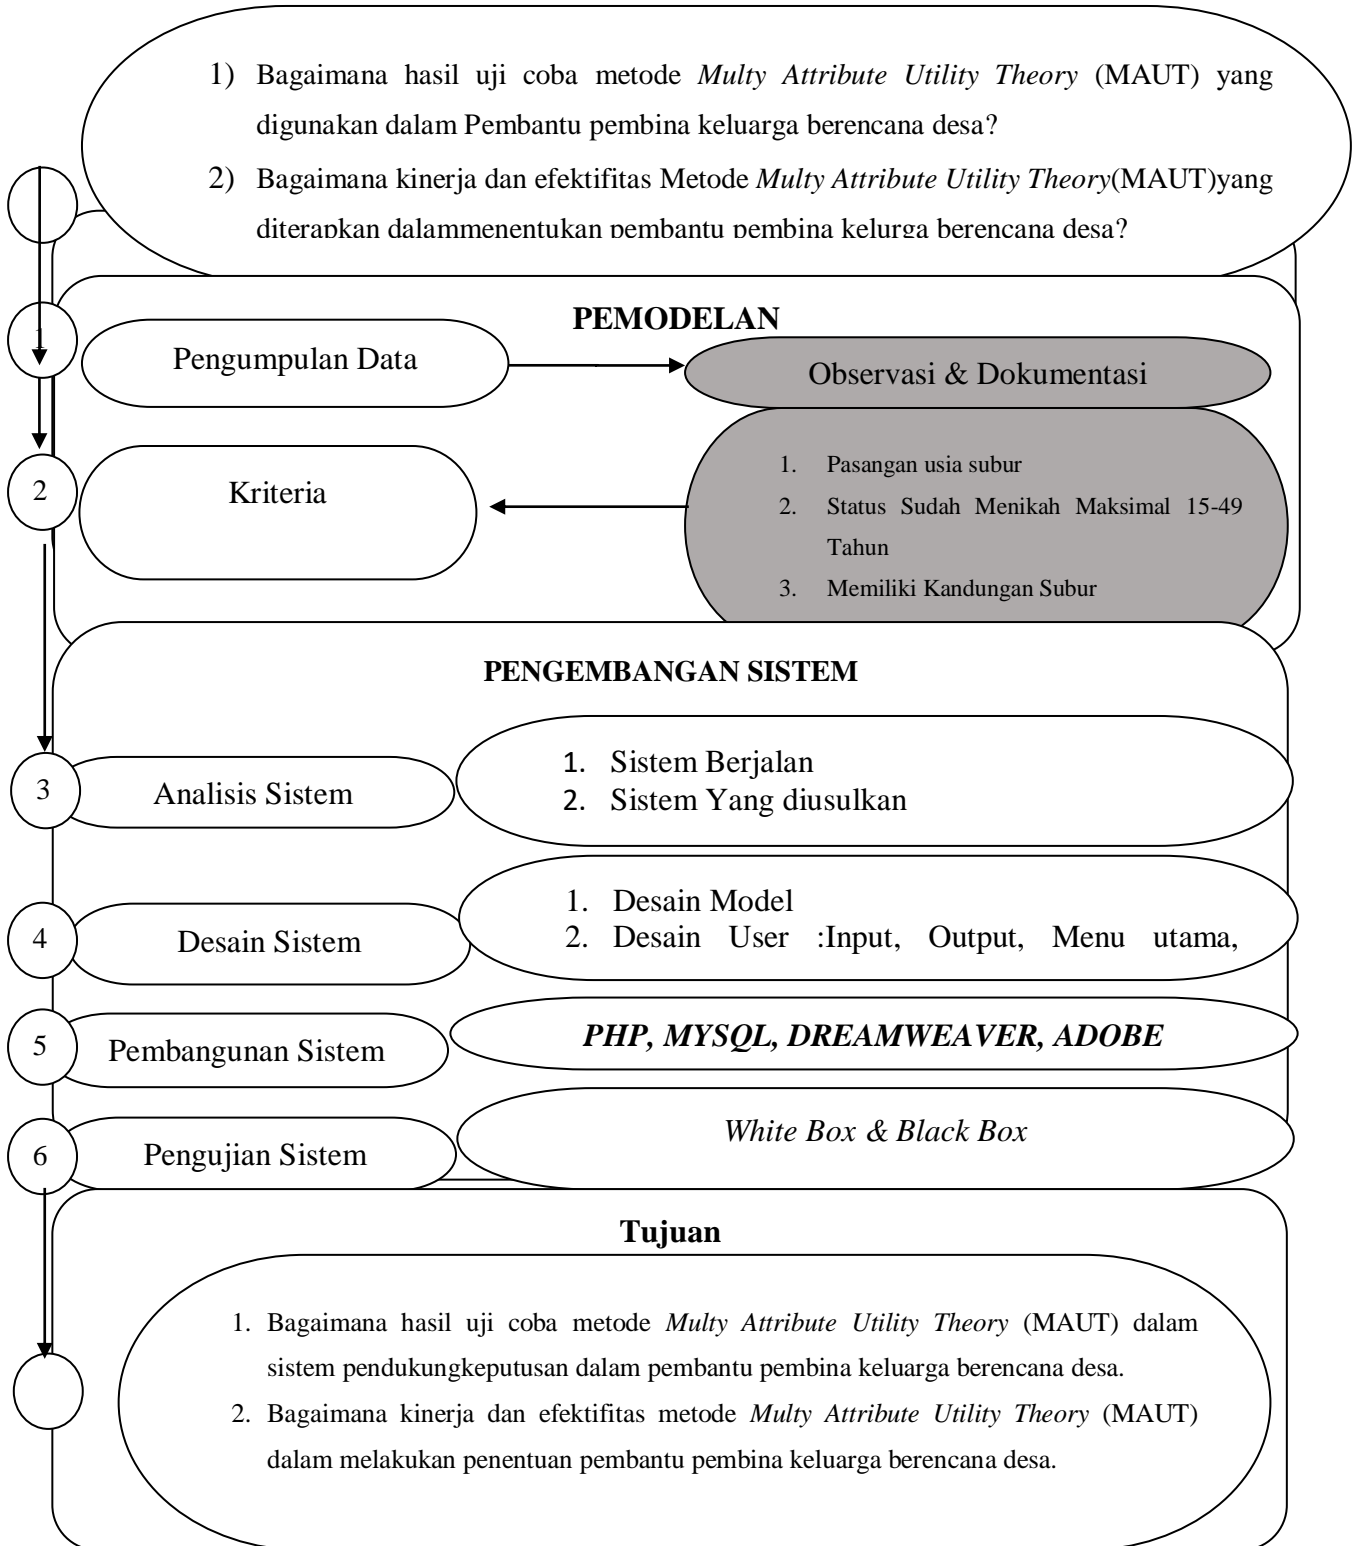 1) Bagaimana hasil uji coba metode Multy Attribute Utility Theory (MAUT) yang
digunakan dalam Pembantu pembina keluarga berencana desa?
2) Bagaimana kinerja dan efektifitas Metode Multy Attribute Utility Theory(MAUT)yang
diterapkan dalammenentukan pembantu pembina kelurga berencana desa?
PEMODELAN
1
Pengumpulan Data
Observasi & Dokumentasi
2
Kriteria
1. Pasangan usia subur
2. Status Sudah Menikah Maksimal 15-49
Tahun
3. Memiliki Kandungan Subur
PENGEMBANGAN SISTEM
3
Analisis Sistem
1. Sistem Berjalan
2. Sistem Yang diusulkan
4
Desain Sistem
1. Desain Model
2. Desain User :Input, Output, Menu utama,
5
Pembangunan Sistem
PHP, MYSQL, DREAMWEAVER, ADOBE
6
Pengujian Sistem
White Box & Black Box
Tujuan
1. Bagaimana hasil uji coba metode Multy Attribute Utility Theory (MAUT) dalam
sistem pendukungkeputusan dalam pembantu pembina keluarga berencana desa.
2. Bagaimana kinerja dan efektifitas metode Multy Attribute Utility Theory (MAUT)
dalam melakukan penentuan pembantu pembina keluarga berencana desa.